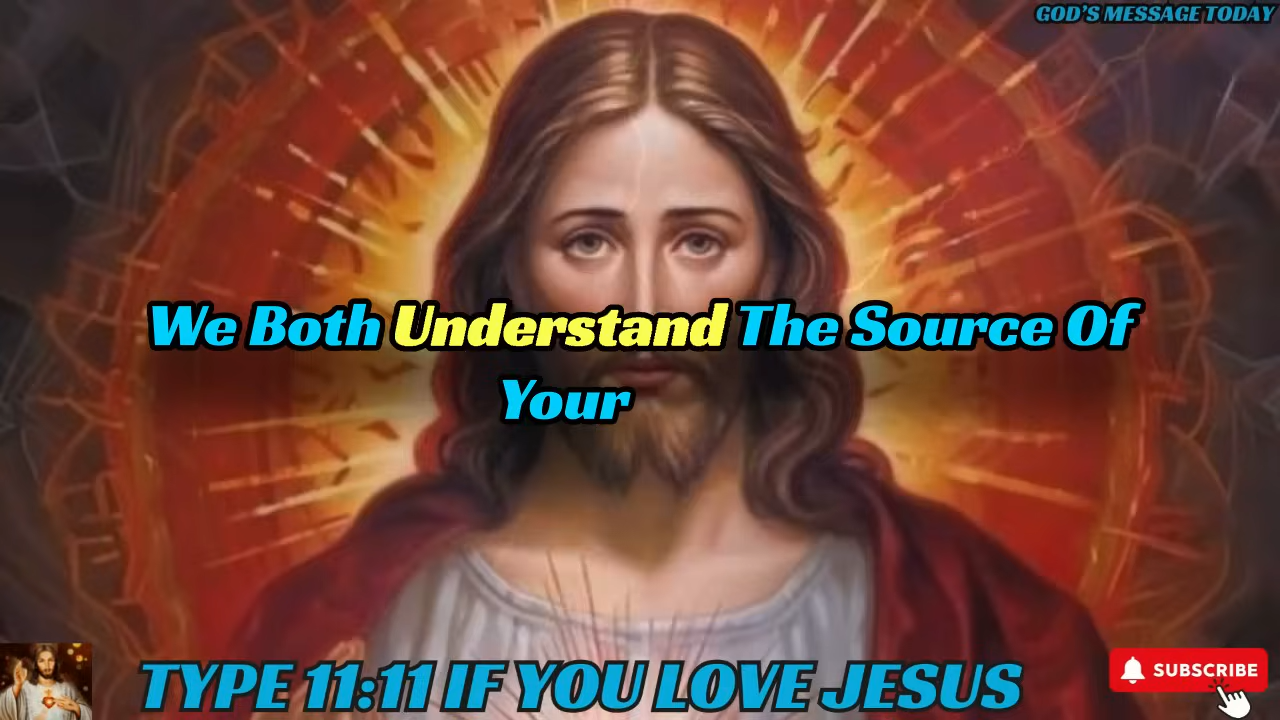 GOD'S MESSAGE TODAY
We Both Understand The Source Of
Your
TYPE 11:11 IF YOU LOVE JESUS
SUBSCRIBE